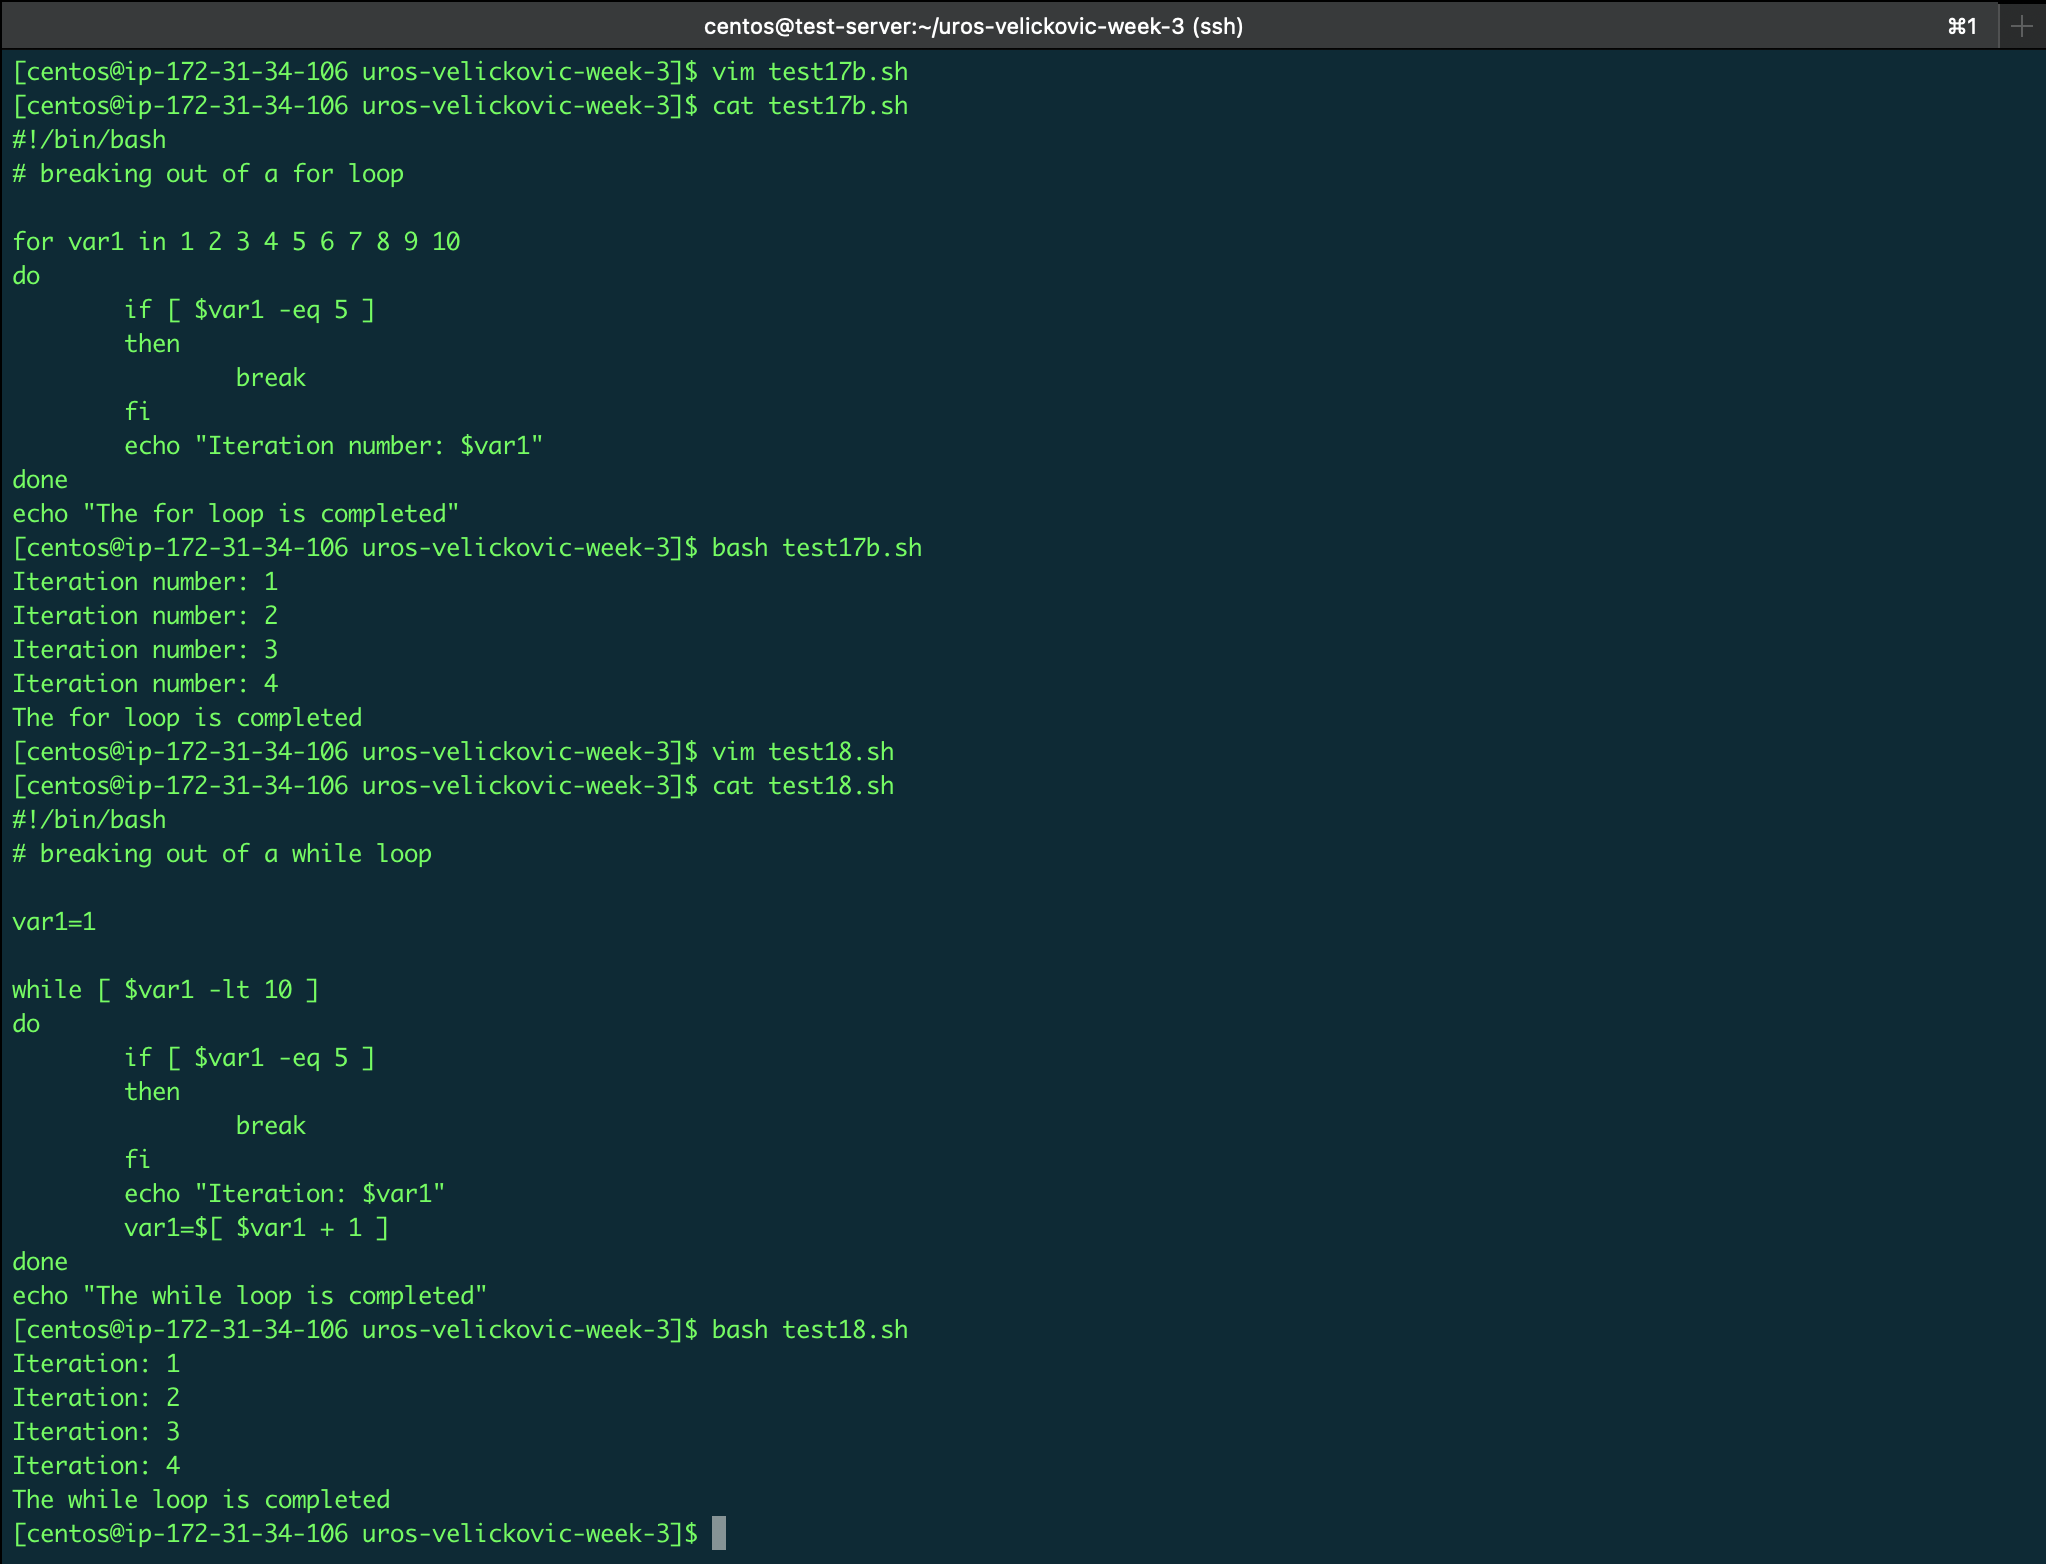 centos@test-server:~/uros-velickovic-week-3 (ssh) ⌘1 +
[centos@ip-172-31-34-106 uros-velickovic-week-3]$ vim test17b.sh
[centos@ip-172-31-34-106 uros-velickovic-week-3]$ cat test17b.sh
#!/bin/bash
# breaking out of a for loop

for var1 in 1 2 3 4 5 6 7 8 9 10
do
        if [ $var1 -eq 5 ]
        then
                break
        fi
        echo "Iteration number: $var1"
done
echo "The for loop is completed"
[centos@ip-172-31-34-106 uros-velickovic-week-3]$ bash test17b.sh
Iteration number: 1
Iteration number: 2
Iteration number: 3
Iteration number: 4
The for loop is completed
[centos@ip-172-31-34-106 uros-velickovic-week-3]$ vim test18.sh
[centos@ip-172-31-34-106 uros-velickovic-week-3]$ cat test18.sh
#!/bin/bash
# breaking out of a while loop

var1=1

while [ $var1 -lt 10 ]
do
        if [ $var1 -eq 5 ]
        then
                break
        fi
        echo "Iteration: $var1"
        var1=$[ $var1 + 1 ]
done
echo "The while loop is completed"
[centos@ip-172-31-34-106 uros-velickovic-week-3]$ bash test18.sh
Iteration: 1
Iteration: 2
Iteration: 3
Iteration: 4
The while loop is completed
[centos@ip-172-31-34-106 uros-velickovic-week-3]$